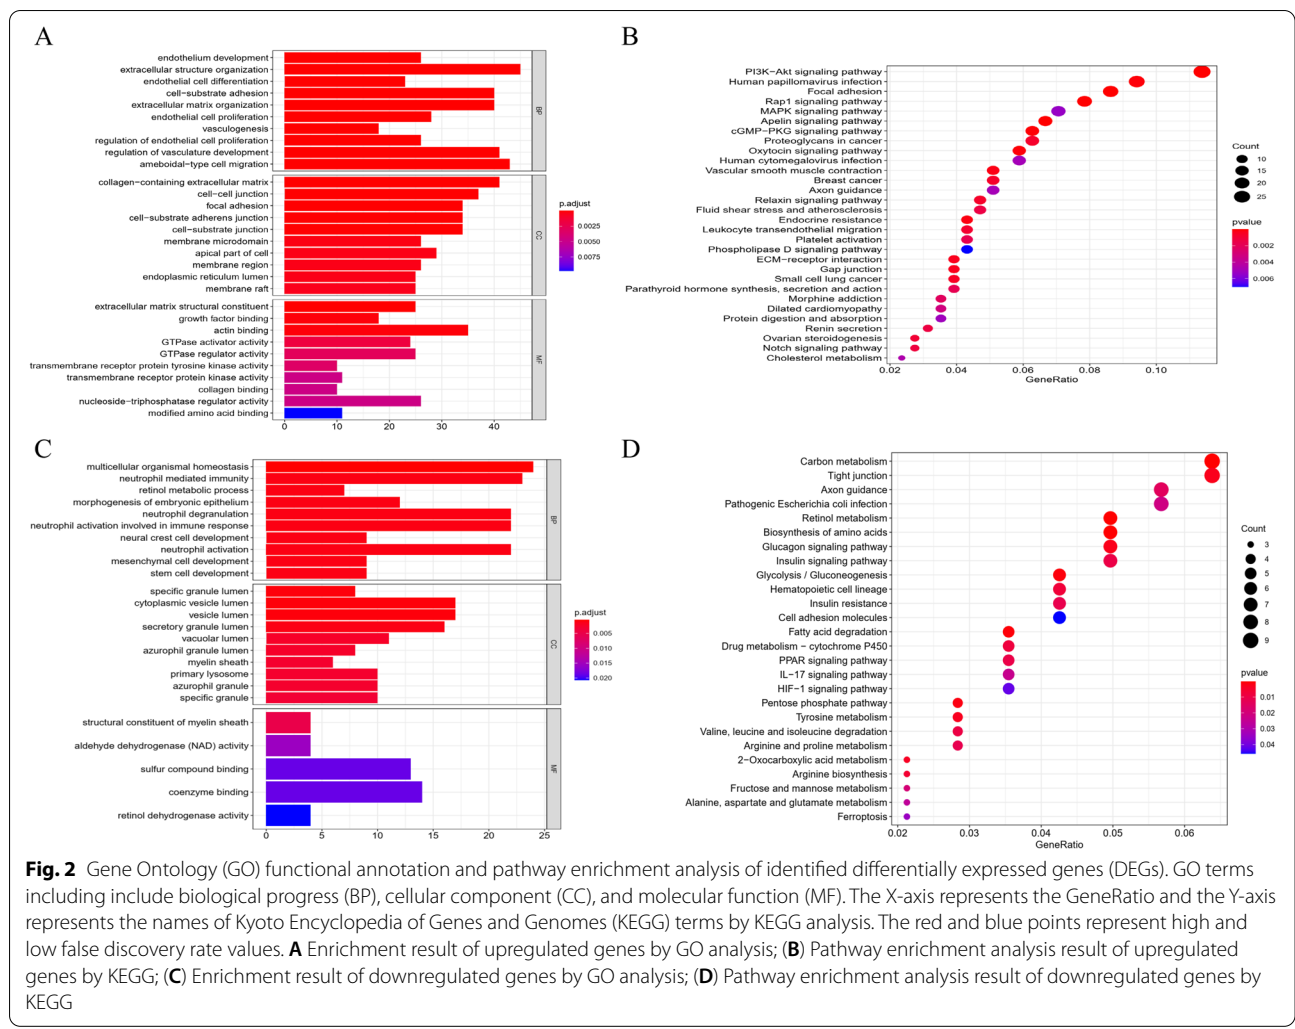 A
endothelium development
extracellular structure organization
endothelial cell differentiation
cell−substrate adhesion
extracellular matrix organization
endothelial cell proliferation
vasculogenesis
regulation of endothelial cell proliferation
regulation of vasculature development
ameboidal−type cell migration
BP
collagen−containing extracellular matrix
cell−cell junction
focal adhesion
cell−substrate adherens junction
cell−substrate junction
membrane microdomain
apical part of cell
membrane region
endoplasmic reticulum lumen
membrane raft
CC
extracellular matrix structural constituent
growth factor binding
actin binding
GTPase activator activity
GTPase regulator activity
transmembrane receptor protein tyrosine kinase activity
transmembrane receptor protein kinase activity
collagen binding
nucleoside−triphosphatase regulator activity
modified amino acid binding
MF
0 10 20 30 40
p.adjust
0.0025
0.0050
0.0075
B
PI3K−Akt signaling pathway
Human papillomavirus infection
Focal adhesion
Rap1 signaling pathway
MAPK signaling pathway
Apelin signaling pathway
cGMP−PKG signaling pathway
Proteoglycans in cancer
Oxytocin signaling pathway
Human cytomegalovirus infection
Vascular smooth muscle contraction
Breast cancer
Axon guidance
Relaxin signaling pathway
Fluid shear stress and atherosclerosis
Endocrine resistance
Leukocyte transendothelial migration
Platelet activation
Phospholipase D signaling pathway
ECM−receptor interaction
Gap junction
Small cell lung cancer
Parathyroid hormone synthesis, secretion and action
Morphine addiction
Dilated cardiomyopathy
Protein digestion and absorption
Renin secretion
Ovarian steroidogenesis
Notch signaling pathway
Cholesterol metabolism
0.02 0.04 0.06 0.08 0.10
GeneRatio
Count
10
15
20
25
pvalue
0.002
0.004
0.006
C
multicellular organismal homeostasis
neutrophil mediated immunity
retinol metabolic process
morphogenesis of embryonic epithelium
neutrophil degranulation
neutrophil activation involved in immune response
neural crest cell development
neutrophil activation
mesenchymal cell development
stem cell development
BP
specific granule lumen
cytoplasmic vesicle lumen
vesicle lumen
secretory granule lumen
vacuolar lumen
azurophil granule lumen
myelin sheath
primary lysosome
azurophil granule
specific granule
CC
structural constituent of myelin sheath
aldehyde dehydrogenase (NAD) activity
sulfur compound binding
coenzyme binding
retinol dehydrogenase activity
MF
0 5 10 15 20 25
p.adjust
0.005
0.010
0.015
0.020
D
Carbon metabolism
Tight junction
Axon guidance
Pathogenic Escherichia coli infection
Retinol metabolism
Biosynthesis of amino acids
Glucagon signaling pathway
Insulin signaling pathway
Glycolysis / Gluconeogenesis
Hematopoietic cell lineage
Insulin resistance
Cell adhesion molecules
Fatty acid degradation
Drug metabolism − cytochrome P450
PPAR signaling pathway
IL−17 signaling pathway
HIF−1 signaling pathway
Pentose phosphate pathway
Tyrosine metabolism
Valine, leucine and isoleucine degradation
Arginine and proline metabolism
2−Oxocarboxylic acid metabolism
Arginine biosynthesis
Fructose and mannose metabolism
Alanine, aspartate and glutamate metabolism
Ferroptosis
0.02 0.03 0.04 0.05 0.06
GeneRatio
Count
3
4
5
6
7
8
9
pvalue
0.01
0.02
0.03
0.04
Fig. 2 Gene Ontology (GO) functional annotation and pathway enrichment analysis of identified differentially expressed genes (DEGs). GO terms
including include biological progress (BP), cellular component (CC), and molecular function (MF). The X-axis represents the GeneRatio and the Y-axis
represents the names of Kyoto Encyclopedia of Genes and Genomes (KEGG) terms by KEGG analysis. The red and blue points represent high and
low false discovery rate values. A Enrichment result of upregulated genes by GO analysis; (B) Pathway enrichment analysis result of upregulated
genes by KEGG; (C) Enrichment result of downregulated genes by GO analysis; (D) Pathway enrichment analysis result of downregulated genes by
KEGG